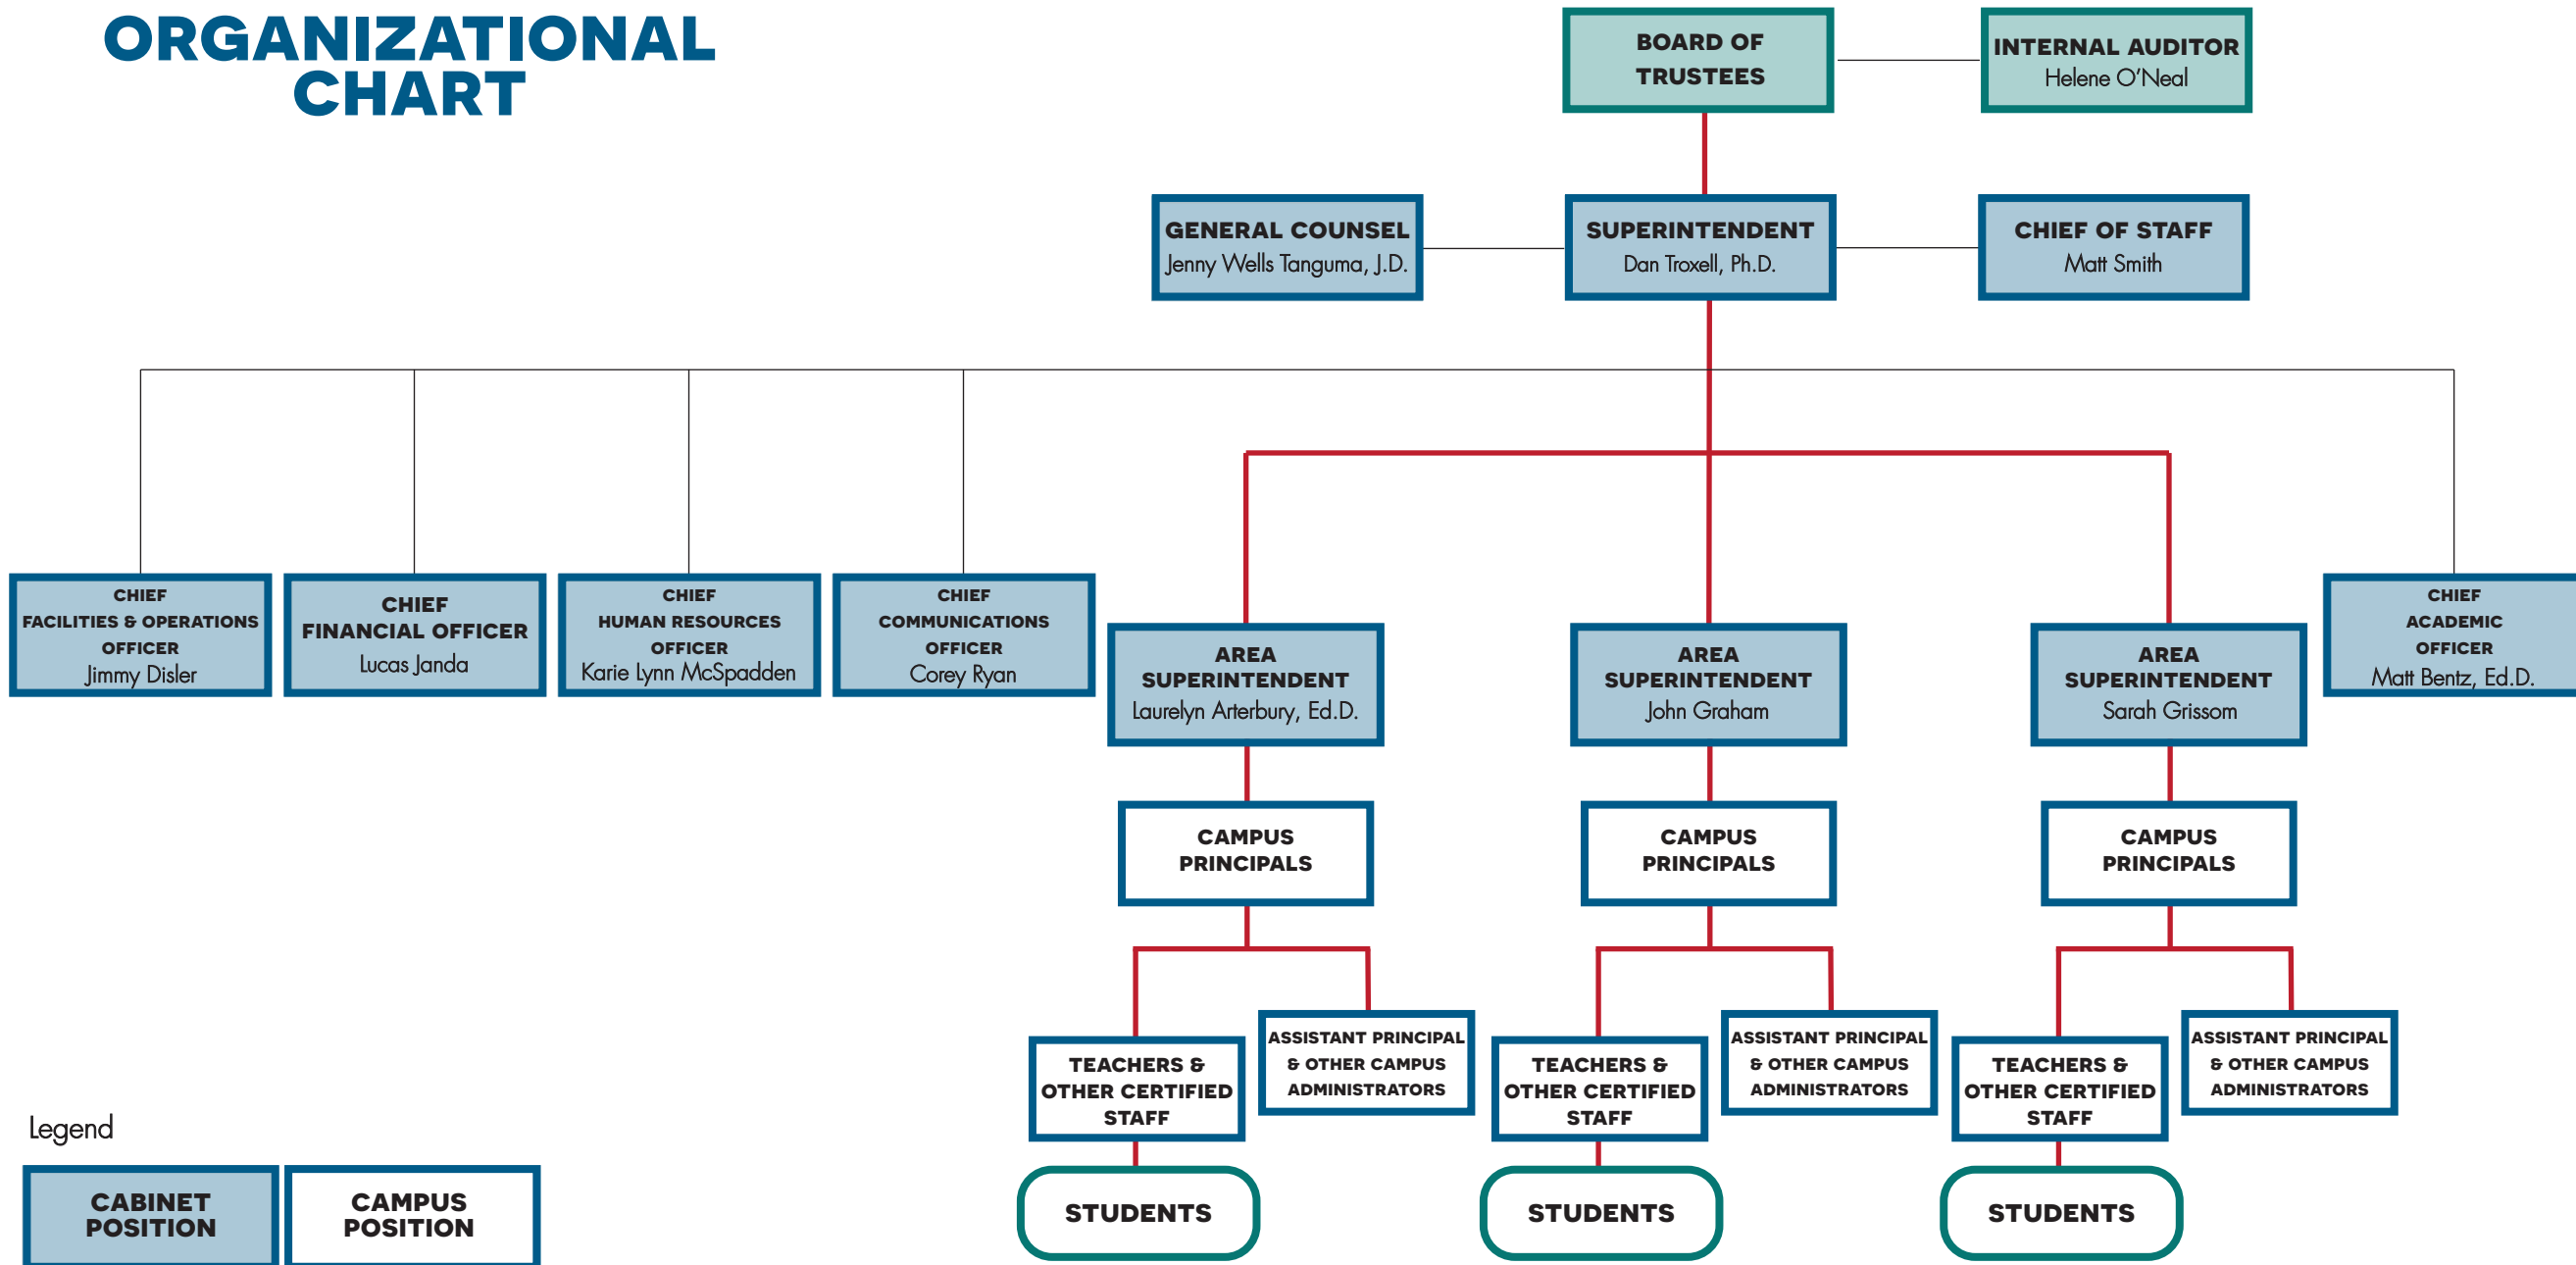 ORGANIZATIONAL
CHART
BOARD OF
TRUSTEES
INTERNAL AUDITOR
Helene O'Neal
GENERAL COUNSEL
Jenny Wells Tanguma, J.D.
SUPERINTENDENT
Dan Troxell, Ph.D.
CHIEF OF STAFF
Matt Smith
CHIEF
FACILITIES & OPERATIONS
OFFICER
Jimmy Disler
CHIEF
FINANCIAL OFFICER
Lucas Janda
CHIEF
HUMAN RESOURCES
OFFICER
Karie Lynn McSpadden
CHIEF
COMMUNICATIONS
OFFICER
Corey Ryan
AREA
SUPERINTENDENT
Laurelyn Arterbury, Ed.D.
AREA
SUPERINTENDENT
John Graham
AREA
SUPERINTENDENT
Sarah Grissom
CHIEF
ACADEMIC
OFFICER
Matt Bentz, Ed.D.
CAMPUS
PRINCIPALS
CAMPUS
PRINCIPALS
CAMPUS
PRINCIPALS
TEACHERS &
OTHER CERTIFIED
STAFF
ASSISTANT PRINCIPAL
& OTHER CAMPUS
ADMINISTRATORS
TEACHERS &
OTHER CERTIFIED
STAFF
ASSISTANT PRINCIPAL
& OTHER CAMPUS
ADMINISTRATORS
TEACHERS &
OTHER CERTIFIED
STAFF
ASSISTANT PRINCIPAL
& OTHER CAMPUS
ADMINISTRATORS
STUDENTS
STUDENTS
STUDENTS
Legend
CABINET
POSITION
CAMPUS
POSITION